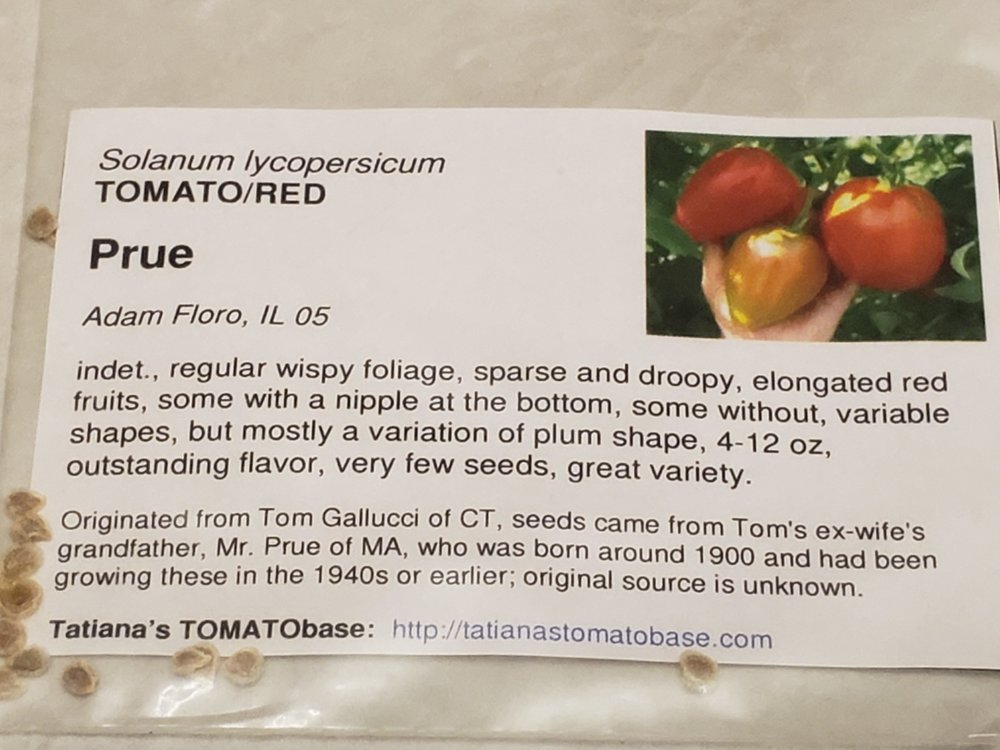 Solanum lycopersicum
TOMATO/RED
Prue
Adam Floro, IL 05
indet., regular wispy foliage, sparse and droopy, elongated red
fruits, some with a nipple at the bottom, some without, variable
shapes, but mostly a variation of plum shape, 4-12 oz,
outstanding flavor, very few seeds, great variety.
Originated from Tom Gallucci of CT, seeds came from Tom's ex-wife's
grandfather, Mr. Prue of MA, who was born around 1900 and had been
growing these in the 1940s or earlier; original source is unknown.
Tatiana's TOMATObase: http://tatianastomatobase.com